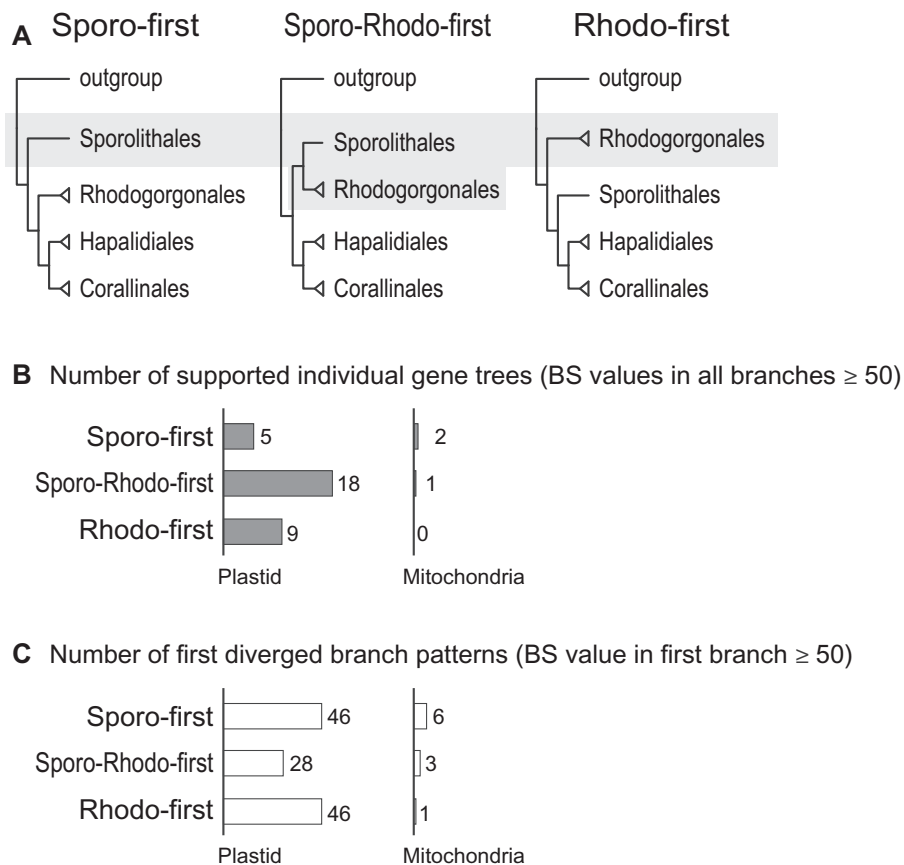 A Sporo-first Sporo-Rhodo-first Rhodo-first
outgroup outgroup outgroup
Sporolithales Sporolithales Rhodogorgonales
Rhodogorgonales Rhodogorgonales Sporolithales
Hapalidiales Hapalidiales Hapalidiales
Corallinales Corallinales Corallinales
B Number of supported individual gene trees (BS values in all branches ≥ 50)
Sporo-first 5 2
Sporo-Rhodo-first 18 1
Rhodo-first 9 0
Plastid Mitochondria
C Number of first diverged branch patterns (BS value in first branch ≥ 50)
Sporo-first 46 6
Sporo-Rhodo-first 28 3
Rhodo-first 46 1
Plastid Mitochondria